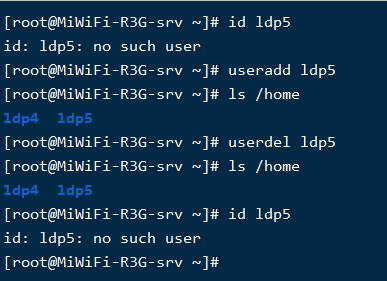 [root@MiWiFi-R3G-srv ~]# id ldp5
id: ldp5: no such user
[root@MiWiFi-R3G-srv ~]# useradd ldp5
[root@MiWiFi-R3G-srv ~]# ls /home
ldp4  ldp5
[root@MiWiFi-R3G-srv ~]# userdel ldp5
[root@MiWiFi-R3G-srv ~]# ls /home
ldp4  ldp5
[root@MiWiFi-R3G-srv ~]# id ldp5
id: ldp5: no such user
[root@MiWiFi-R3G-srv ~]#